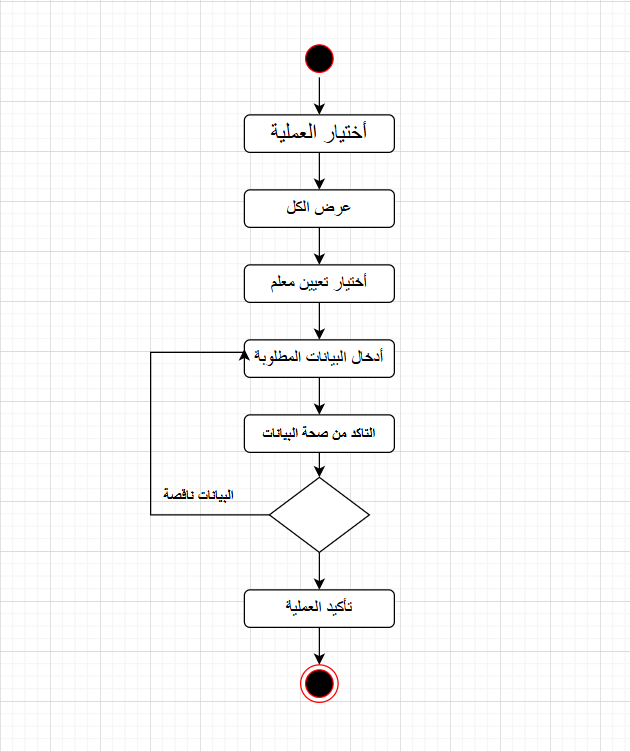 أختيار العملية
عرض الكل
أختيار تعيين معلم
أدخال البيانات المطلوبة
التاكد من صحة البيانات
البيانات ناقصة
تأكيد العملية